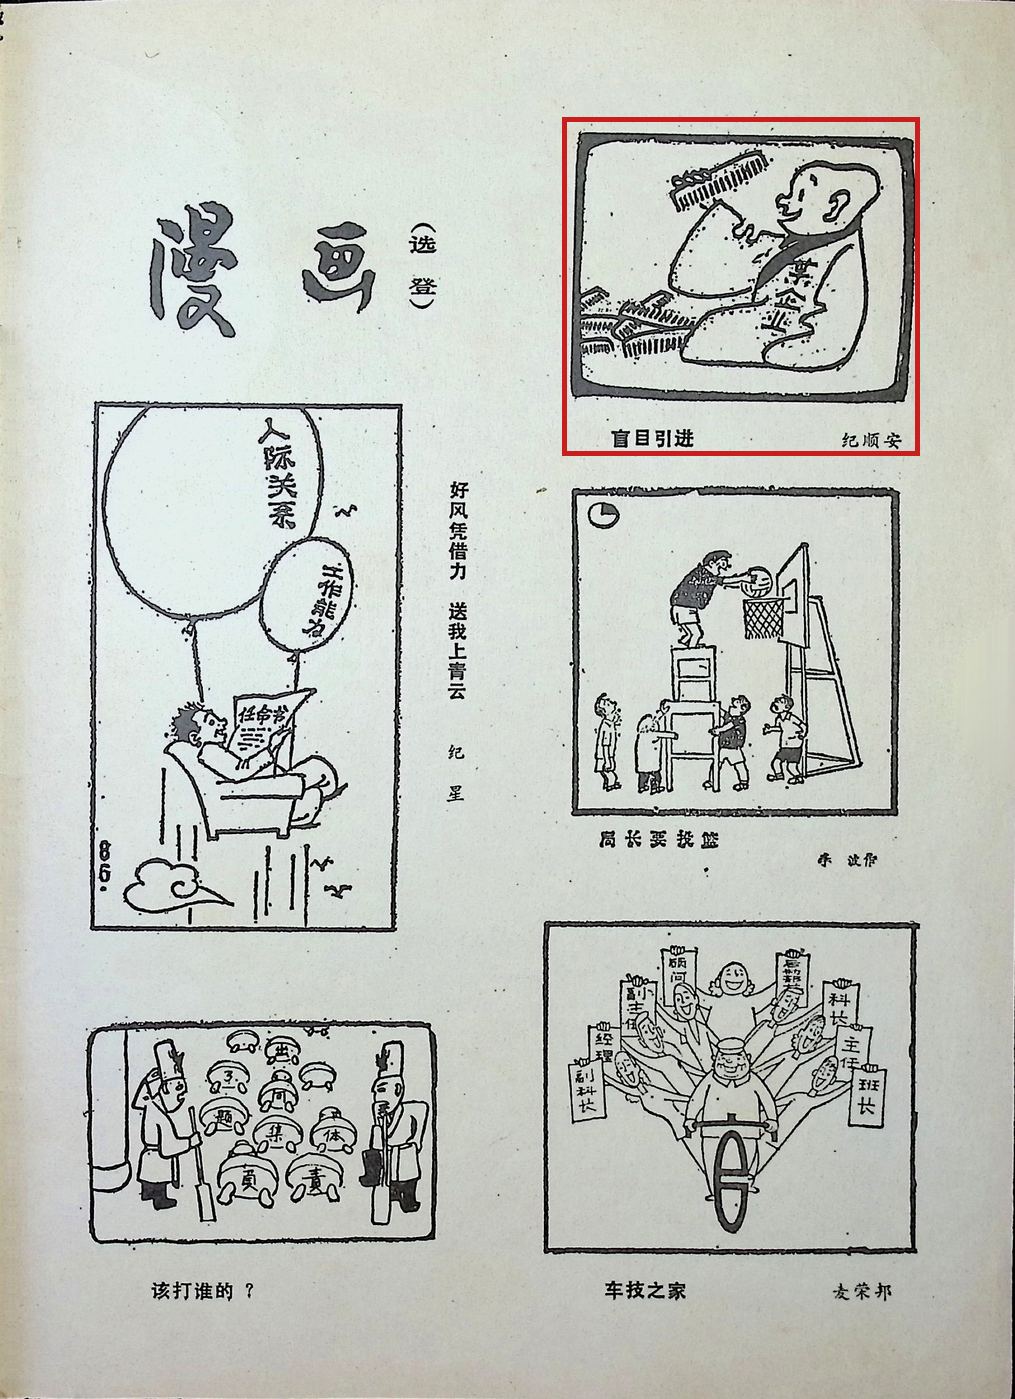 漫画
（选登）
某企业
盲目引进
纪顺安
人际关系
工作能力
任命书
86.
好风凭借力 送我上青云
纪星
局长要投篮
李波作
出
了
问
题
集
体
负
责
该打谁的？
顾问
副主任
经理
副科长
科长
主任
班长
车技之家
麦荣邦